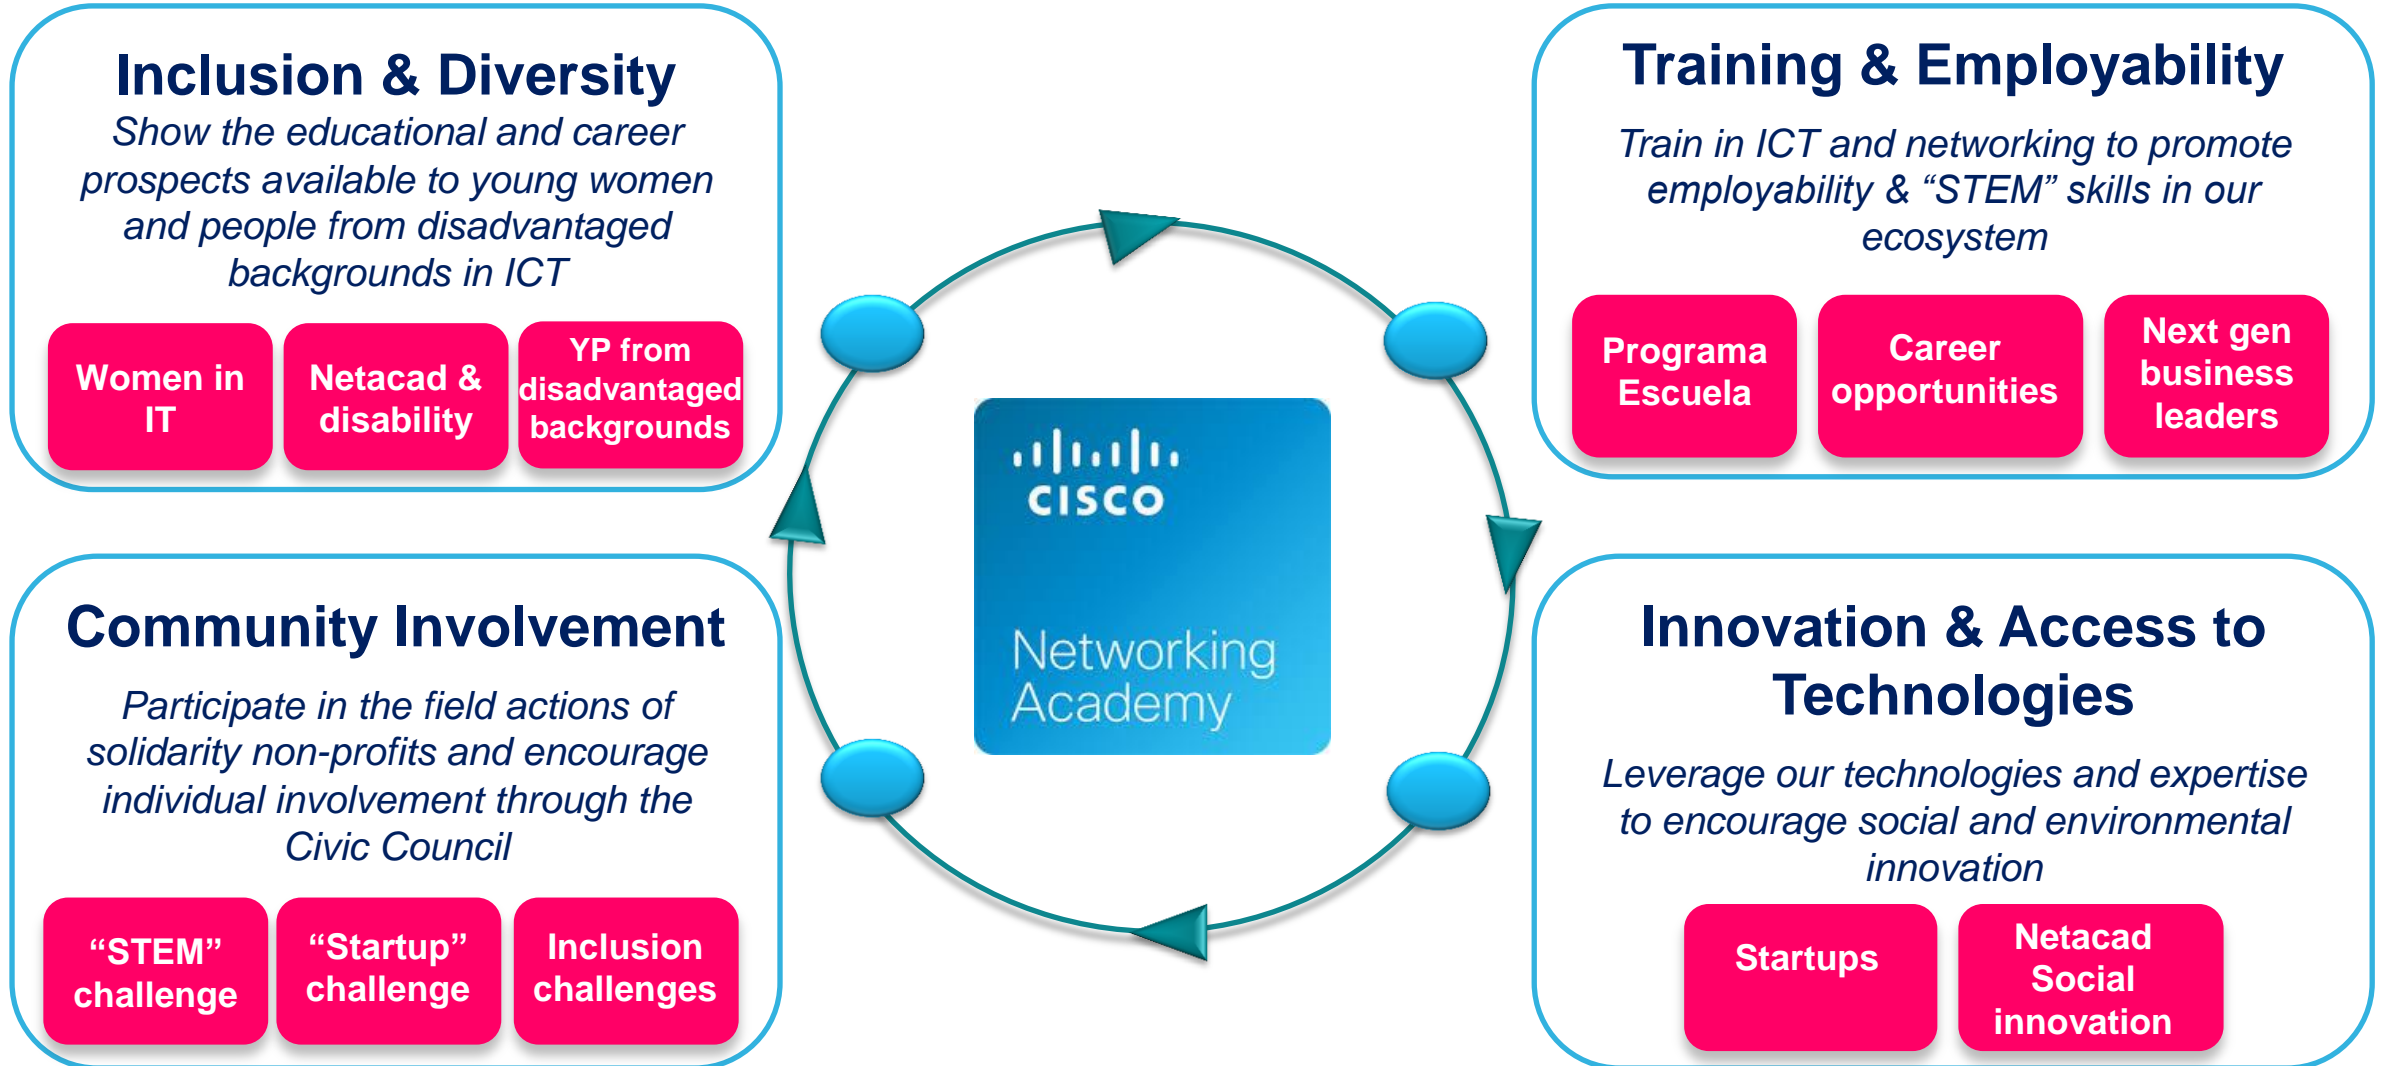 Inclusion & Diversity
Show the educational and career
prospects available to young women
and people from disadvantaged
backgrounds in ICT
Women in
IT
Netacad &
disability
YP from
disadvantaged
backgrounds
Training & Employability
Train in ICT and networking to promote
employability & “STEM” skills in our
ecosystem
Programa
Escuela
Career
opportunities
Next gen
business
leaders
CISCO
Networking
Academy
Community Involvement
Participate in the field actions of
solidarity non-profits and encourage
individual involvement through the
Civic Council
“STEM”
challenge
“Startup”
challenge
Inclusion
challenges
Innovation & Access to
Technologies
Leverage our technologies and expertise
to encourage social and environmental
innovation
Startups
Netacad
Social
innovation